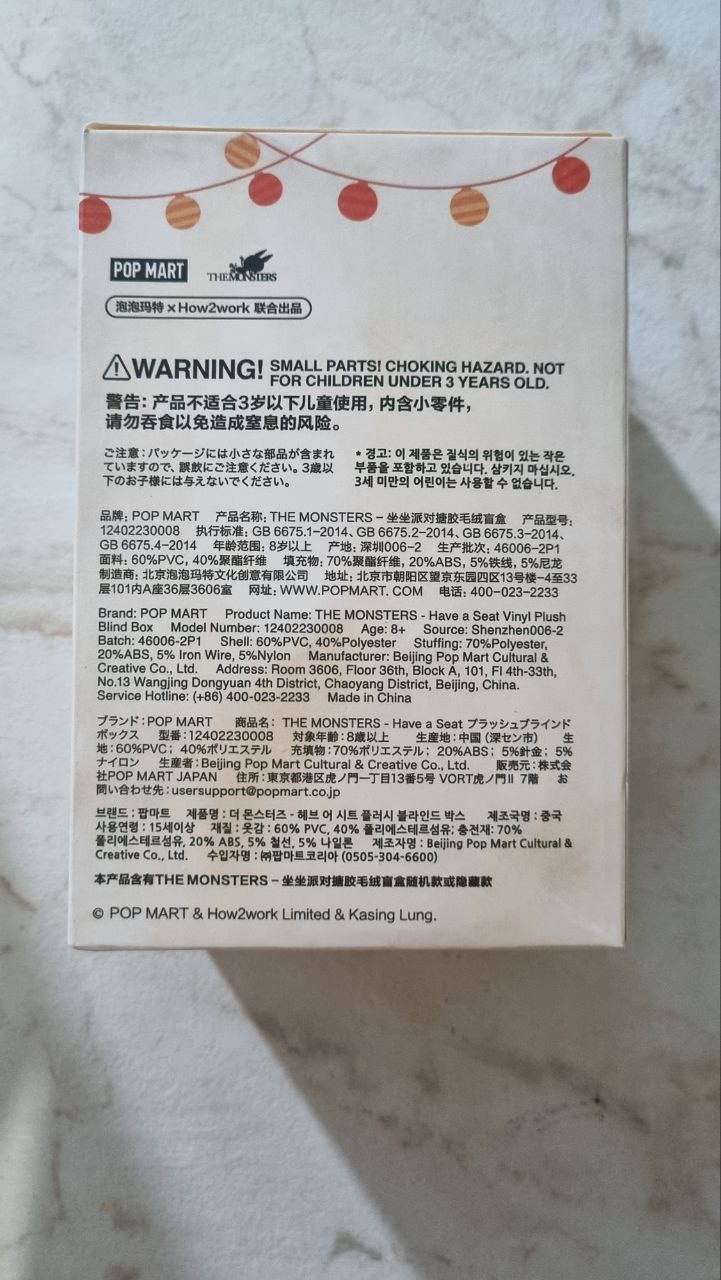 POP MART THE MONSTERS
泡泡玛特×How2work 联合出品
WARNING! SMALL PARTS! CHOKING HAZARD. NOT
FOR CHILDREN UNDER 3 YEARS OLD.
警告: 产品不适合3岁以下儿童使用, 内含小零件,
请勿吞食以免造成窒息的风险。
ご注意:パッケージには小さな部品が含まれ
ていますので、誤飲にご注意ください。3歳以
下のお子様には与えないでください。
* 경고: 이 제품은 질식의 위험이 있는 작은
부품을 포함하고 있습니다. 삼키지 마십시오.
3세 미만의 어린이는 사용할 수 없습니다.
品牌: POP MART 产品名称: THE MONSTERS – 坐坐派对搪胶毛绒盲盒 产品型号:
12402230008 执行标准: GB 6675.1–2014、GB 6675.2–2014、GB 6675.3–2014、
GB 6675.4–2014 年龄范围: 8岁以上 产地: 深圳006–2 生产批次: 46006–2P1
面料: 60%PVC, 40%聚酯纤维 填充物: 70%聚酯纤维, 20%ABS, 5%铁线, 5%尼龙
制造商: 北京泡泡玛特文化创意有限公司 地址: 北京市朝阳区望京东园四区13号楼–4至33
层101内A座36层3606室 网址: WWW.POPMART. COM 电话: 400–023–2233
Brand: POP MART Product Name: THE MONSTERS - Have a Seat Vinyl Plush
Blind Box Model Number: 12402230008 Age: 8+ Source: Shenzhen006-2
Batch: 46006-2P1 Shell: 60%PVC, 40%Polyester Stuffing: 70%Polyester,
20%ABS, 5% Iron Wire, 5%Nylon Manufacturer: Beijing Pop Mart Cultural &
Creative Co., Ltd. Address: Room 3606, Floor 36th, Block A, 101, Fl 4th-33th,
No.13 Wangjing Dongyuan 4th District, Chaoyang District, Beijing, China.
Service Hotline: (+86) 400-023-2233 Made in China
ブランド:POP MART 商品名: THE MONSTERS - Have a Seat プラッシュブラインド
ボックス 型番:12402230008 対象年齢:8歳以上 生産地:中国 (深セン市) 生
地:60%PVC; 40%ポリエステル 充填物:70%ポリエステル; 20%ABS; 5%針金; 5%
ナイロン 生産者:Beijing Pop Mart Cultural & Creative Co., Ltd. 販売元:株式会
社POP MART JAPAN 住所:東京都港区虎ノ門一丁目13番5号 VORT虎ノ門Ⅱ 7階 お
問い合わせ先:usersupport@popmart.co.jp
브랜드 : 팝마트 제품명 : 더 몬스터즈 - 헤브 어 시트 플러시 블라인드 박스 제조국명 : 중국
사용연령 : 15세이상 재질 : 옷감 : 60% PVC, 40% 폴리에스테르섬유; 충전재: 70%
폴리에스테르섬유, 20% ABS, 5% 철선, 5% 나일론 제조자명 : Beijing Pop Mart Cultural &
Creative Co., Ltd. 수입자명 : ㈜팝마트코리아 (0505-304-6600)
本产品含有THE MONSTERS – 坐坐派对搪胶毛绒盲盒随机款或隐藏款
© POP MART & How2work Limited & Kasing Lung.